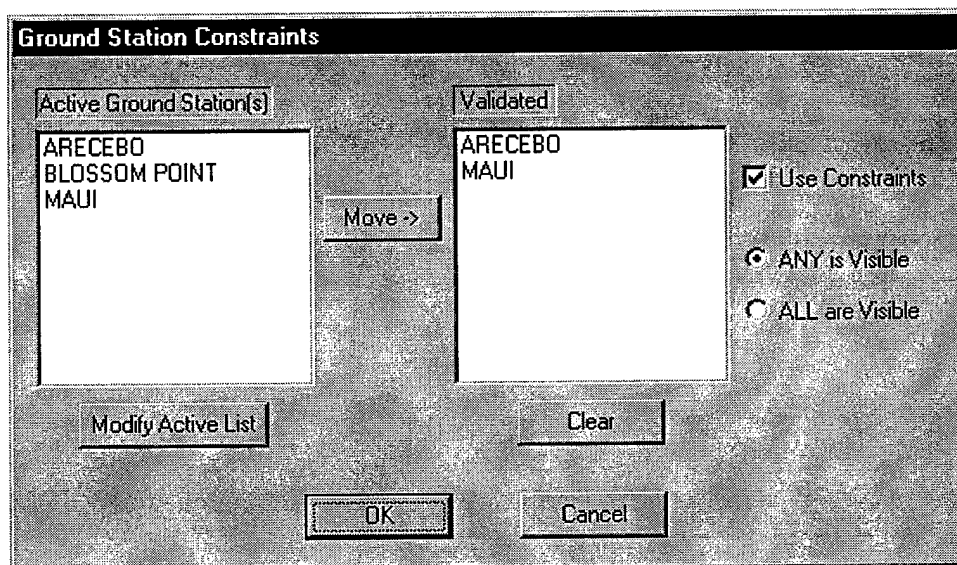 Ground Station Constraints
Active Ground Station(s)
ARECEBO
BLOSSOM POINT
MAUI
Move ->
Validated
ARECEBO
MAUI
Use Constraints
ANY is Visible
ALL are Visible
Modify Active List
Clear
OK
Cancel